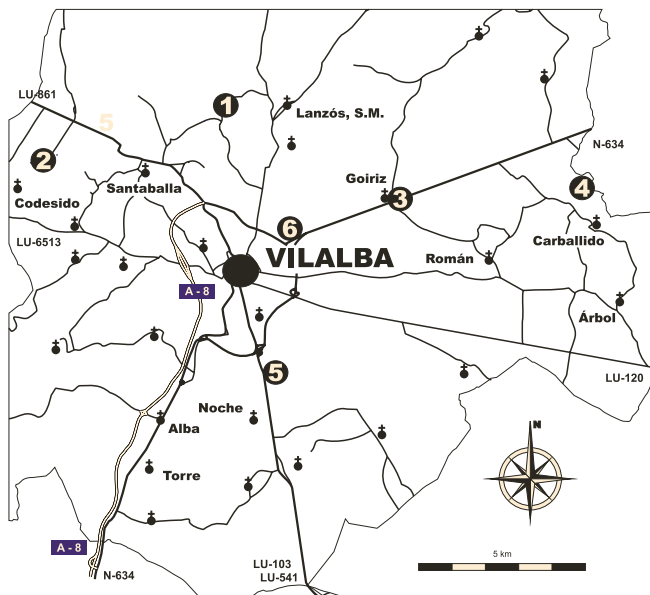 LU-861
1
5
Lanzós, S.M.
N-634
2
Santaballa
Goiriz
3
4
Codesido
6
Carballido
LU-6513
VILALBA
Román
A - 8
Árbol
5
LU-120
Noche
Alba
N
Torre
A - 8
5 km
LU-103
N-634
LU-541